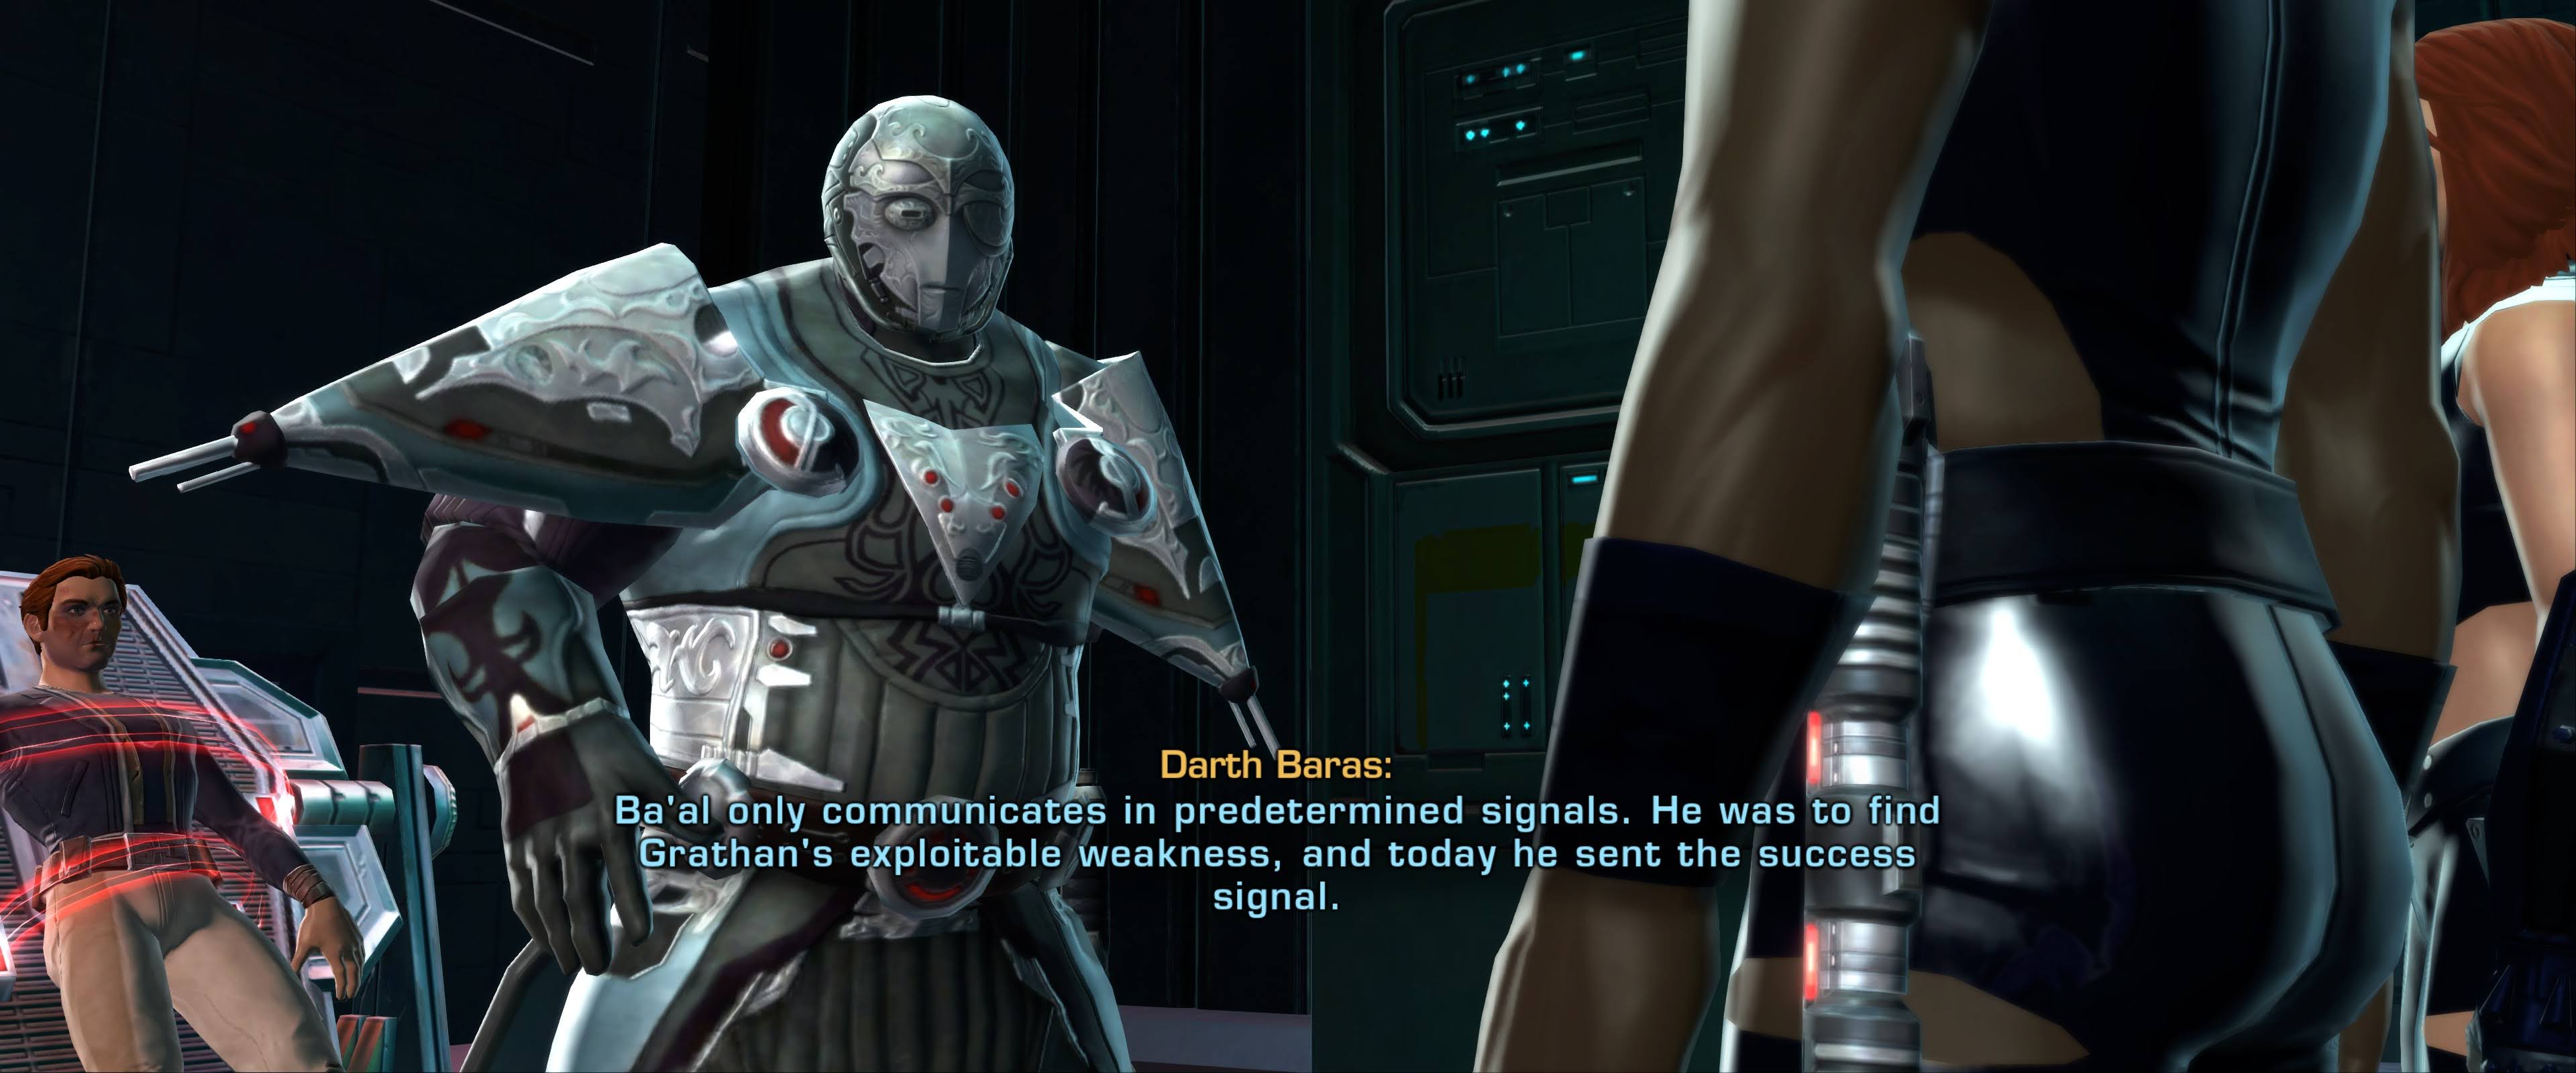 Darth Baras:
Ba'al only communicates in predetermined signals. He was to find
Grathan's exploitable weakness, and today he sent the success
signal.